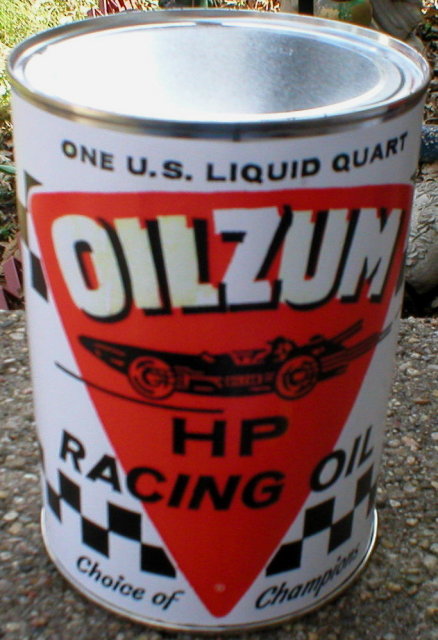 ONE U.S. LIQUID QUART
OILZUM
HP
RACING OIL
Choice of Champions